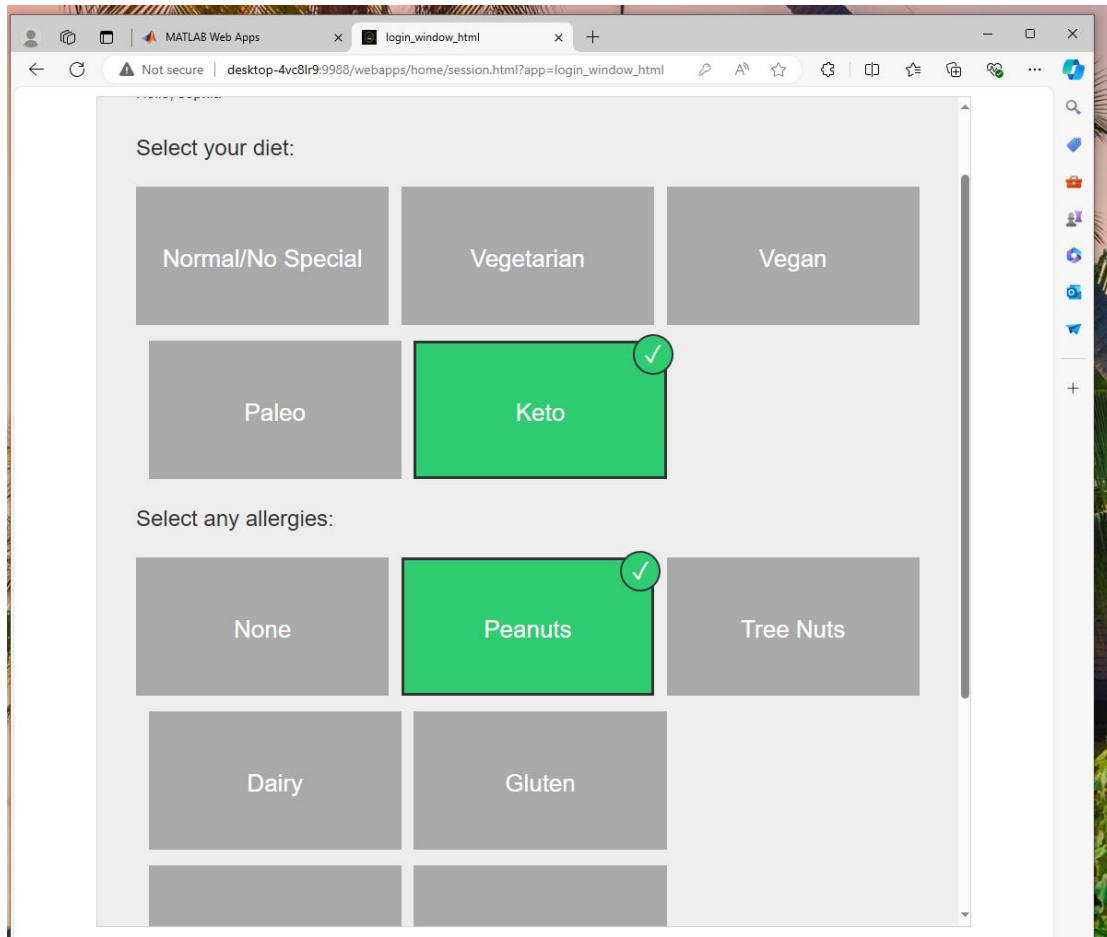 MATLAB Web Apps
login_window_html
Not secure
desktop-4vc8lr9:9988/webapps/home/session.html?app=login_window_html
Select your diet:
Normal/No Special
Vegetarian
Vegan
Paleo
Keto
Select any allergies:
None
Peanuts
Tree Nuts
Dairy
Gluten